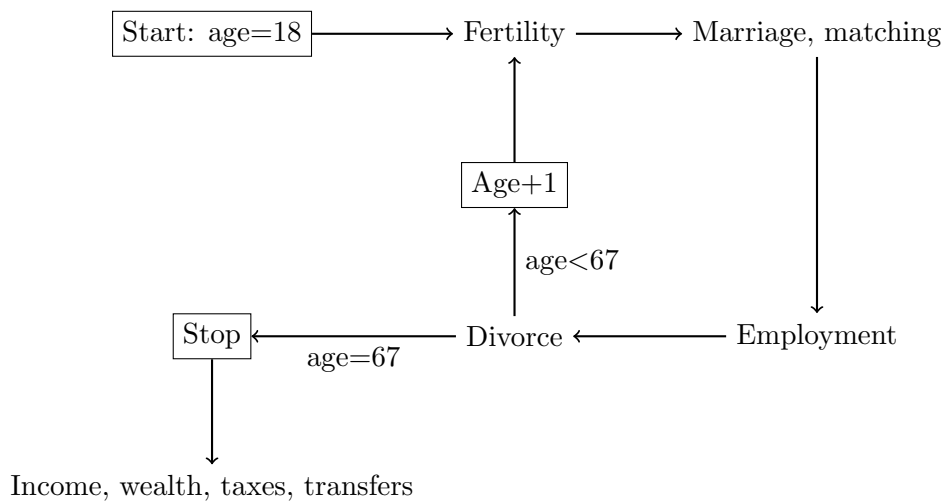 Start: age=18
Fertility
Marriage, matching
Age+1
age<67
Stop
age=67
Divorce
Employment
Income, wealth, taxes, transfers